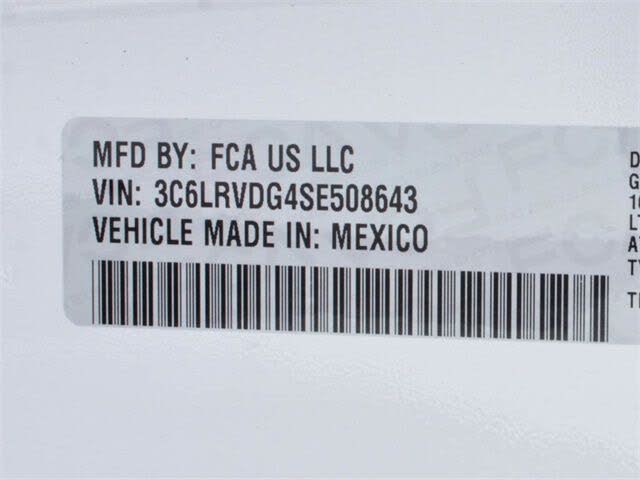 MFD BY: FCA US LLC
VIN: 3C6LRVDG4SE508643
VEHICLE MADE IN: MEXICO